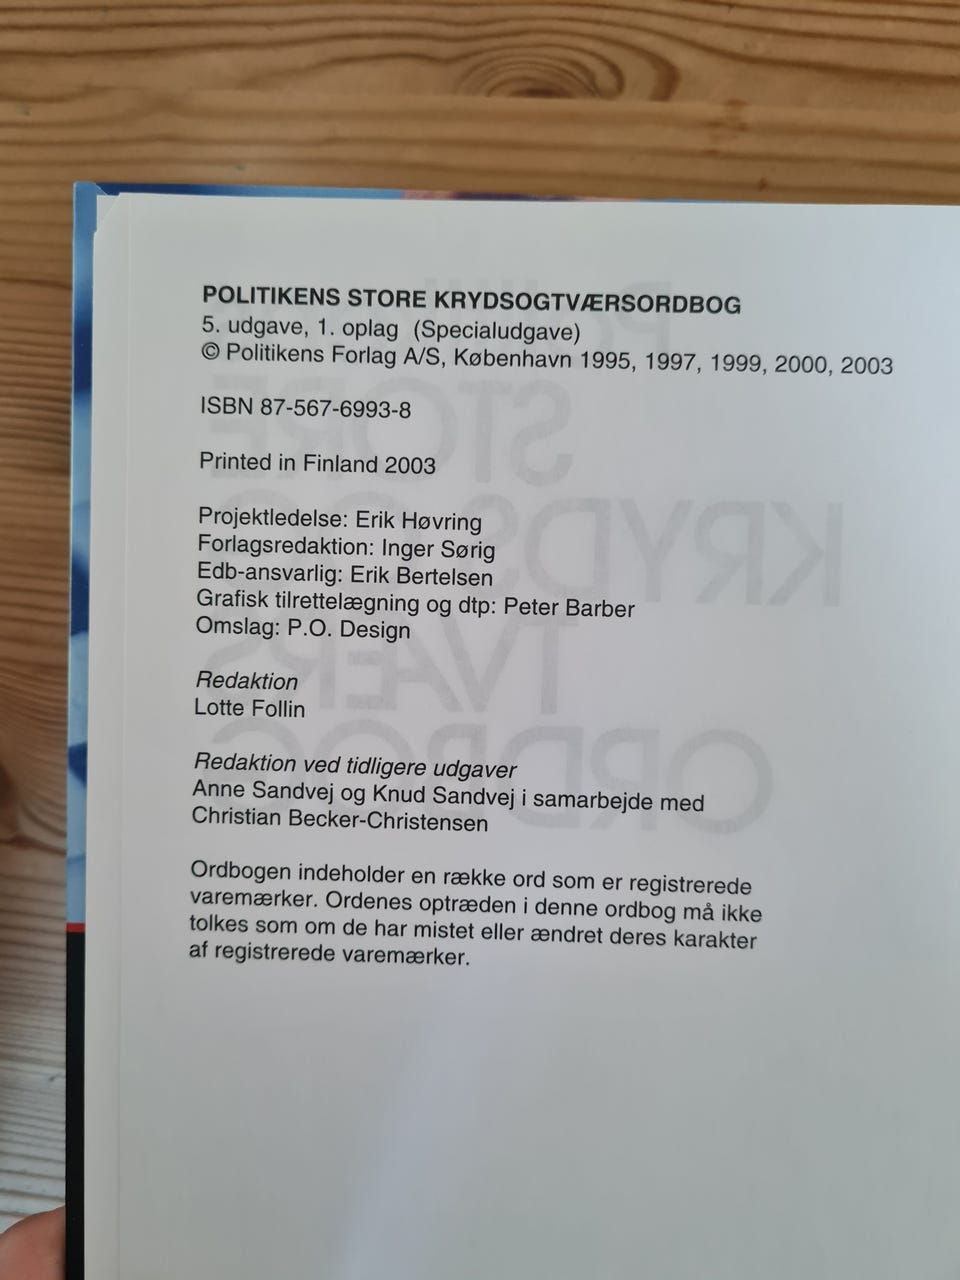 POLITIKENS STORE KRYDSOGTVÆRSORDBOG
5. udgave, 1. oplag (Specialudgave)
© Politikens Forlag A/S, København 1995, 1997, 1999, 2000, 2003
ISBN 87-567-6993-8
Printed in Finland 2003
Projektledelse: Erik Høvring
Forlagsredaktion: Inger Sørig
Edb-ansvarlig: Erik Bertelsen
Grafisk tilrettelægning og dtp: Peter Barber
Omslag: P.O. Design
Redaktion
Lotte Follin
Redaktion ved tidligere udgaver
Anne Sandvej og Knud Sandvej i samarbejde med
Christian Becker-Christensen
Ordbogen indeholder en række ord som er registrerede
varemærker. Ordenes optræden i denne ordbog må ikke
tolkes som om de har mistet eller ændret deres karakter
af registrerede varemærker.